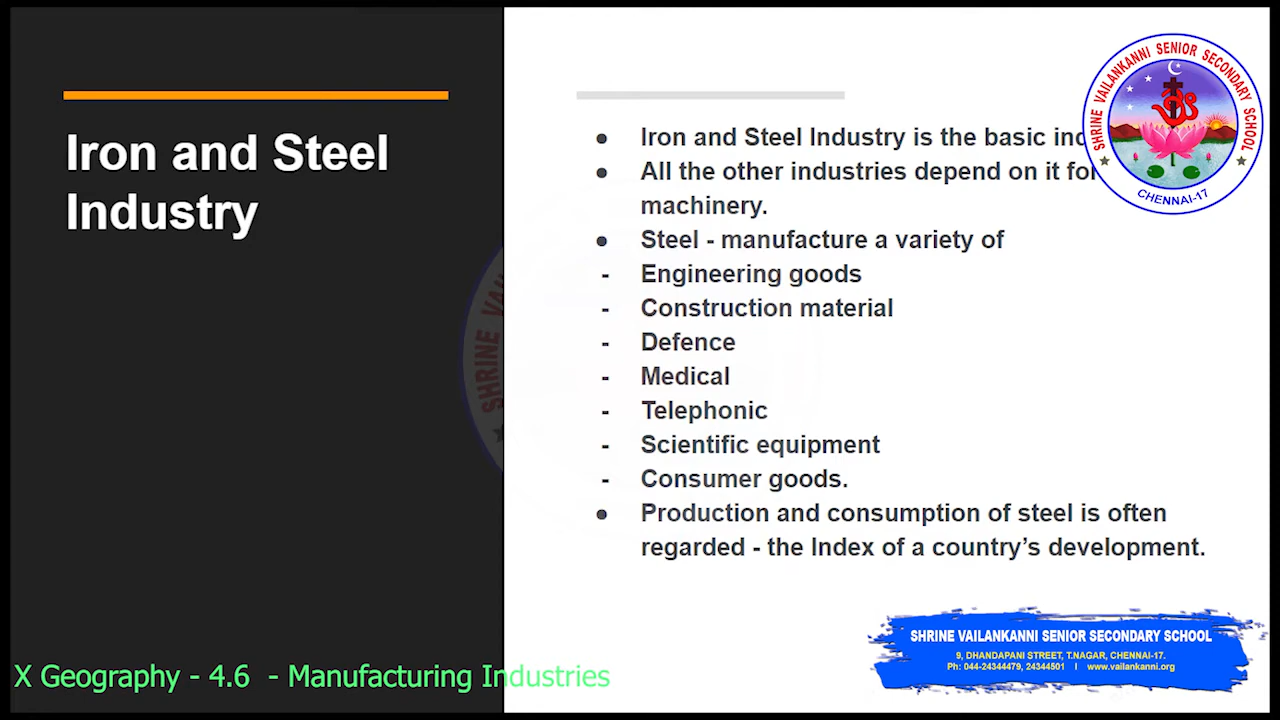 Iron and Steel
Industry
● Iron and Steel Industry is the basic
● All the other industries depend on it for
machinery.
● Steel - manufacture a variety of
- Engineering goods
- Construction material
- Defence
- Medical
- Telephonic
- Scientific equipment
- Consumer goods.
● Production and consumption of steel is often
regarded - the Index of a country’s development.
SHRINE VAILANKANNI SENIOR SECONDARY SCHOOL
CHENNAI-17
SHRINE VAIL
SHRINE VAILANKANNI SENIOR SECONDARY SCHOOL
9, DHANDAPANI STREET, T.NAGAR, CHENNAI-17.
Ph: 044-24344479, 24344501 I www.vailankanni.org
X Geography - 4.6 - Manufacturing Industries